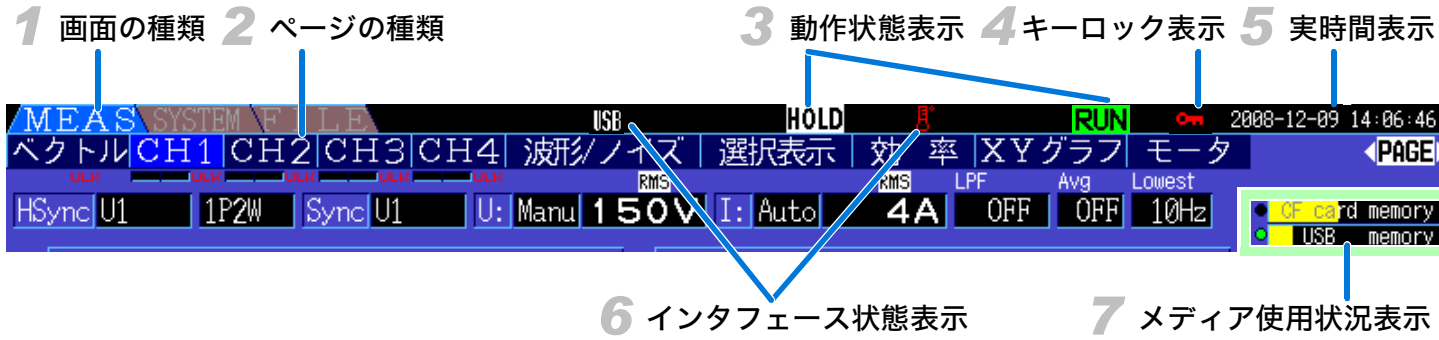 1 画面の種類 2 ページの種類 3 動作状態表示 4 キーロック表示 5 実時間表示
MEAS SYSTEM FILE USB HOLD RUN 2008-12-09 14:06:46
ベクトル CH1 CH2 CH3 CH4 波形/ノイズ 選択表示 効 率 XYグラフ モータ PAGE
RMS RMS LPF Avg Lowest
HSync U1 1P2W Sync U1 U: Manu 150V I: Auto 4A OFF OFF 10Hz CF card memory
USB memory
6 インタフェース状態表示 7 メディア使用状況表示